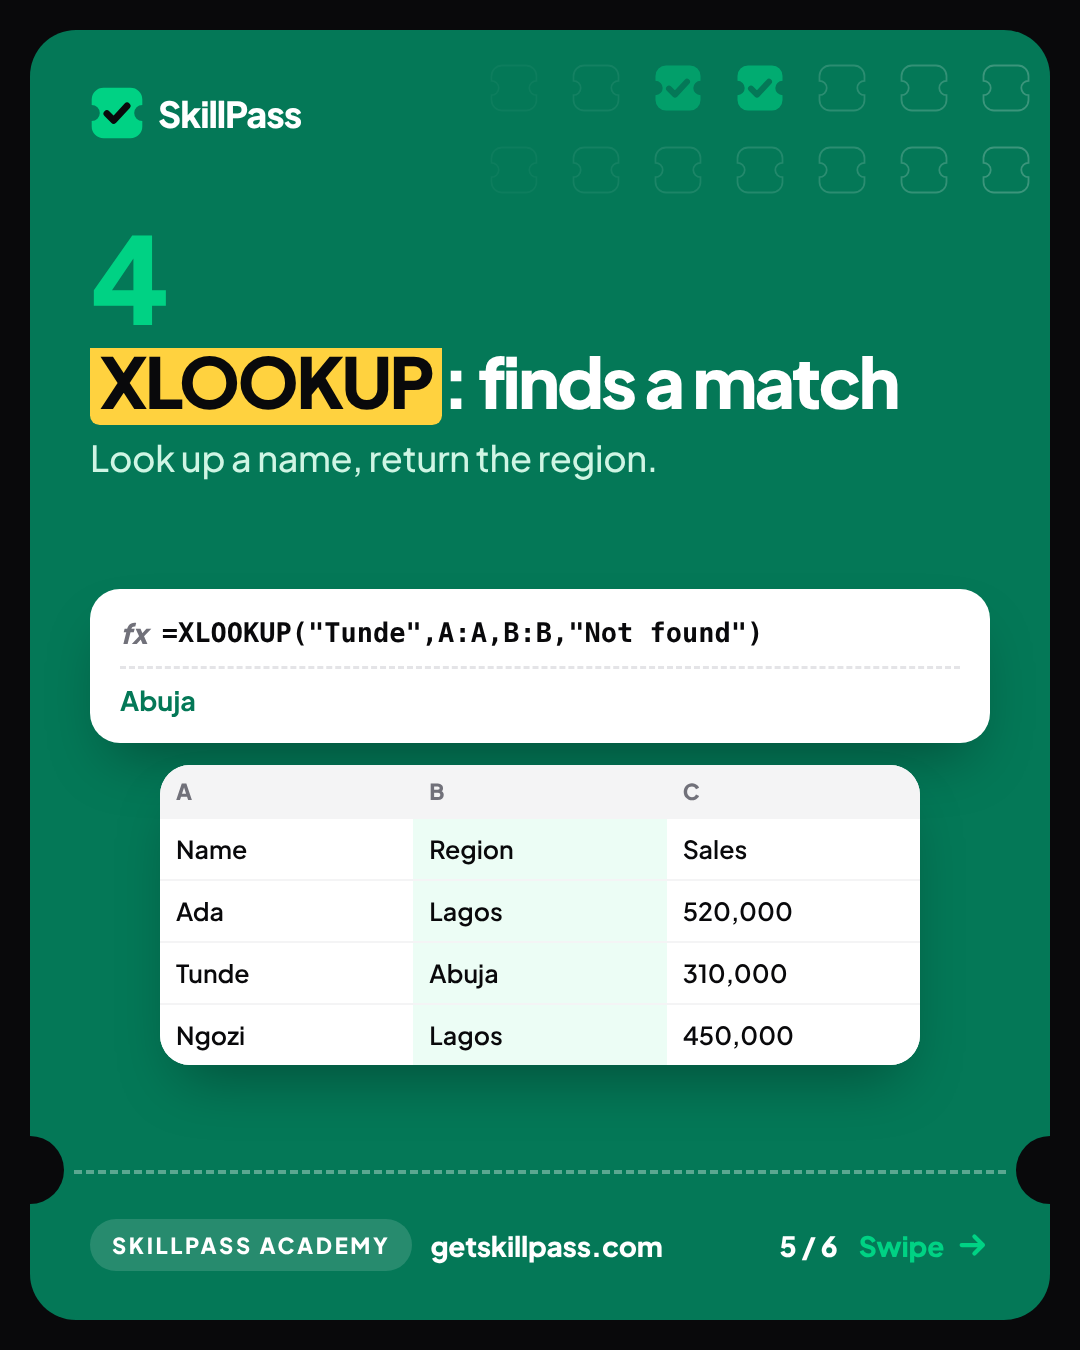 SkillPass
4
XLOOKUP: finds a match
Look up a name, return the region.
fx =XLOOKUP("Tunde",A:A,B:B,"Not found")
Abuja
A B C
Name Region Sales
Ada Lagos 520,000
Tunde Abuja 310,000
Ngozi Lagos 450,000
SKILLPASS ACADEMY getskillpass.com 5 / 6 Swipe →